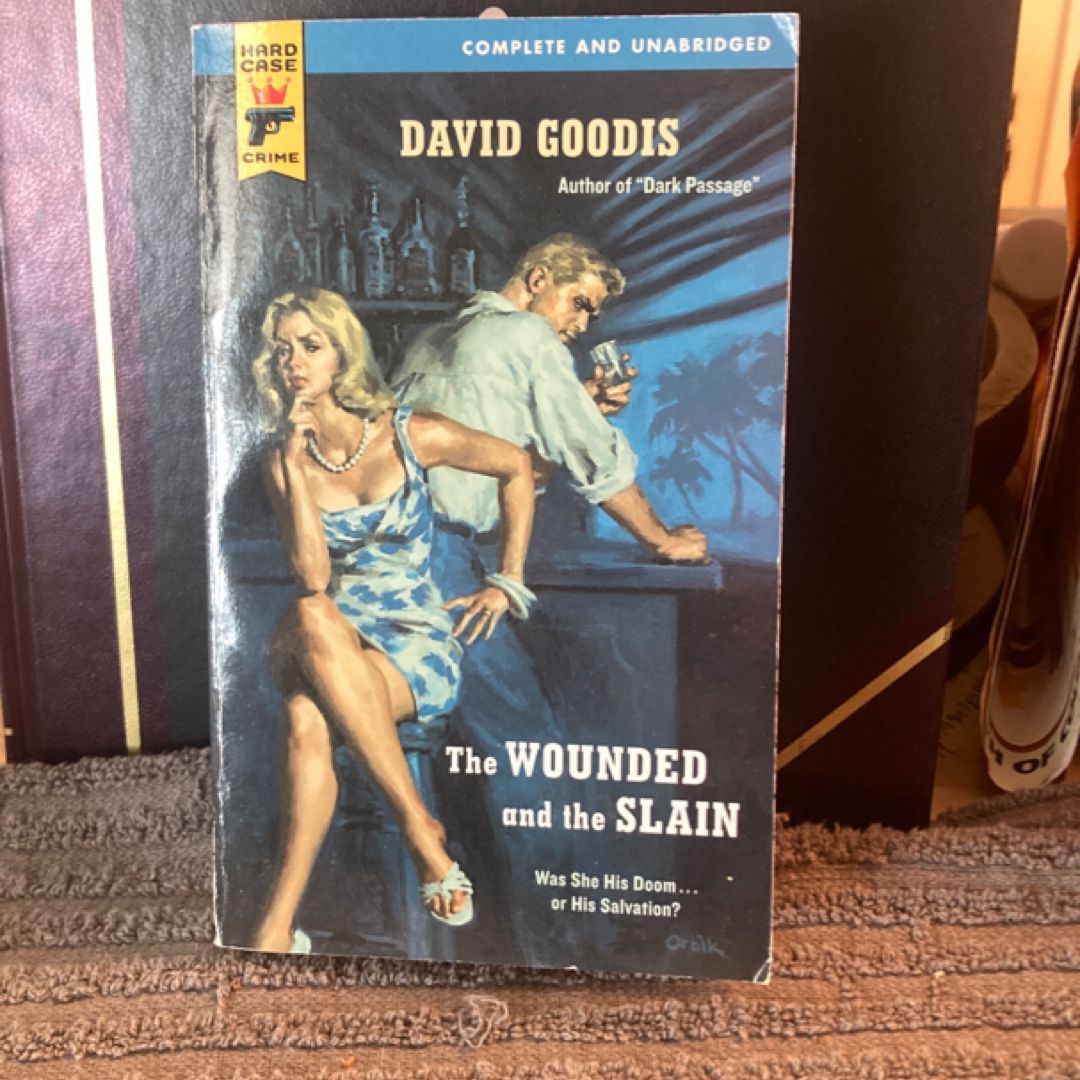 HARD
CASE
CRIME
COMPLETE AND UNABRIDGED
DAVID GOODIS
Author of "Dark Passage"
The WOUNDED
and the SLAIN
Was She His Doom...
or His Salvation?
Orbik
OF